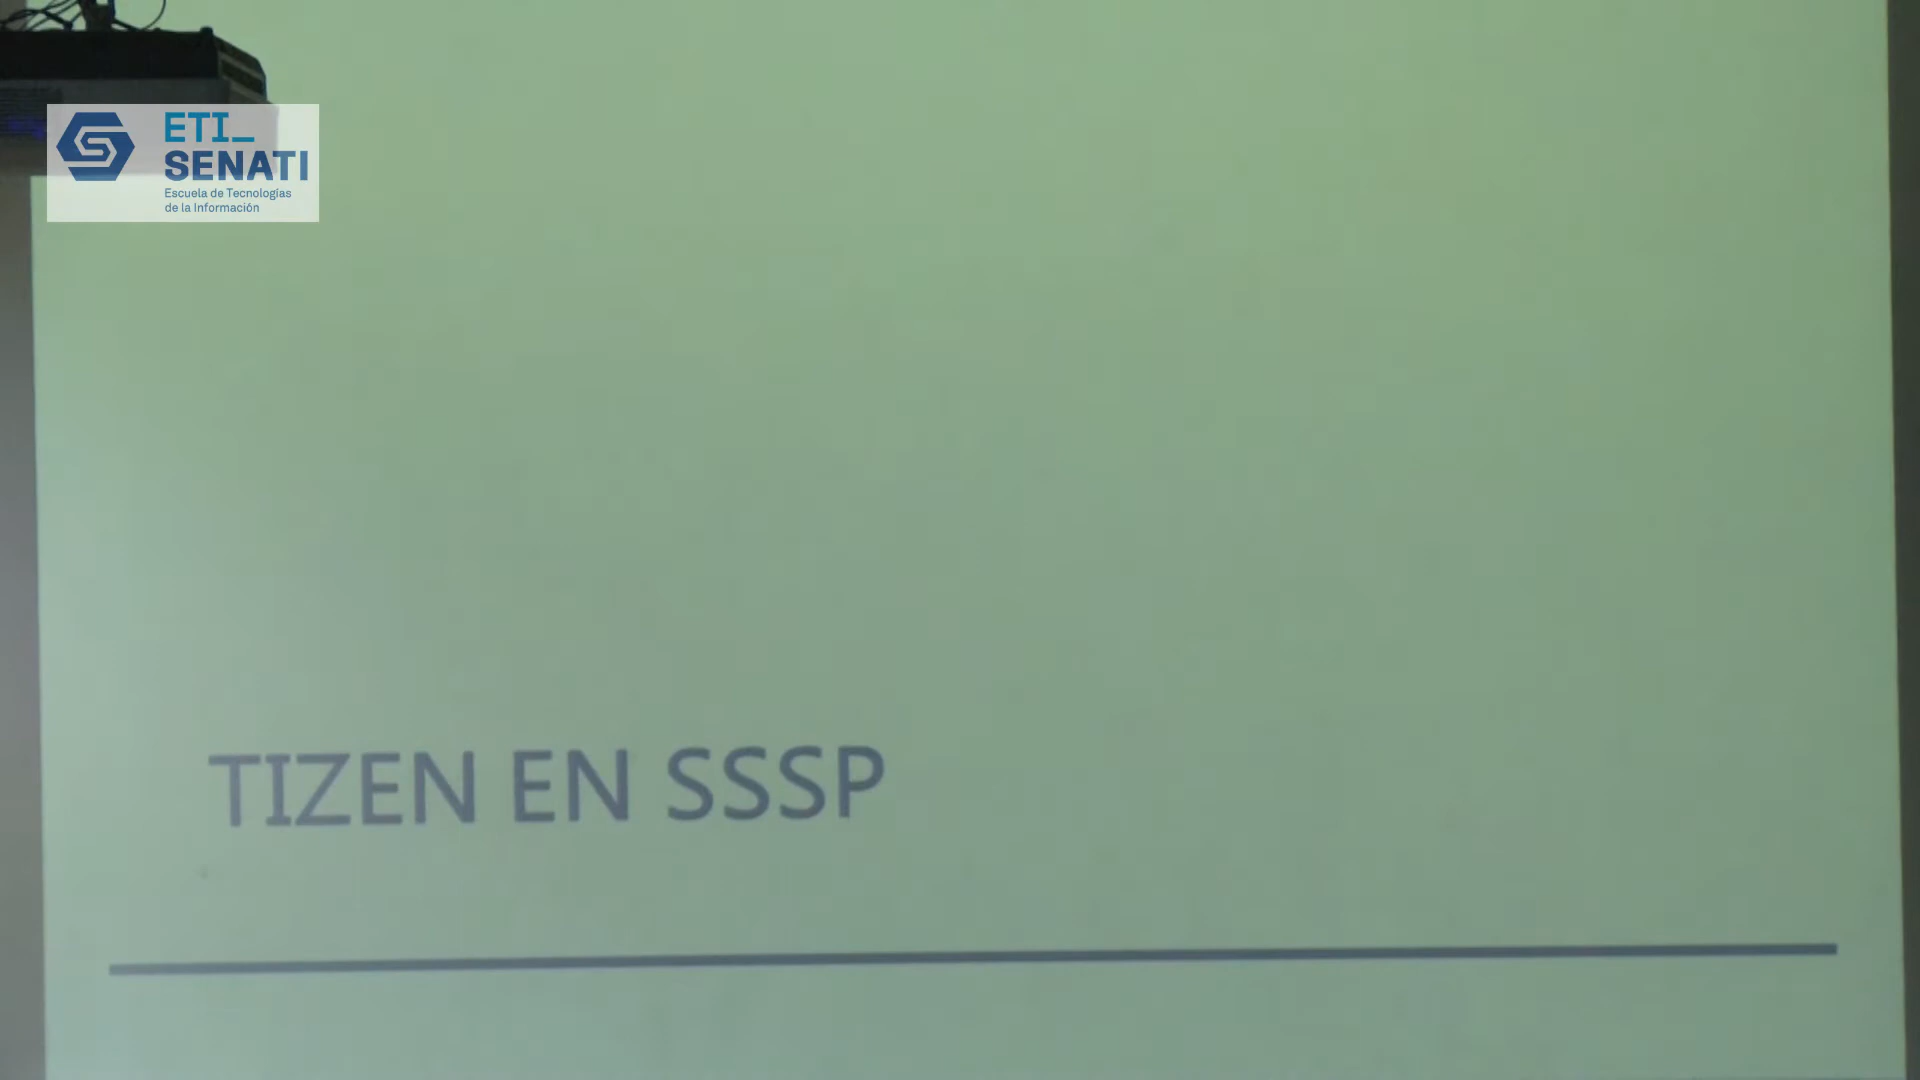 ETI_
SENATI
Escuela de Tecnologías
de la Información
TIZEN EN SSSP